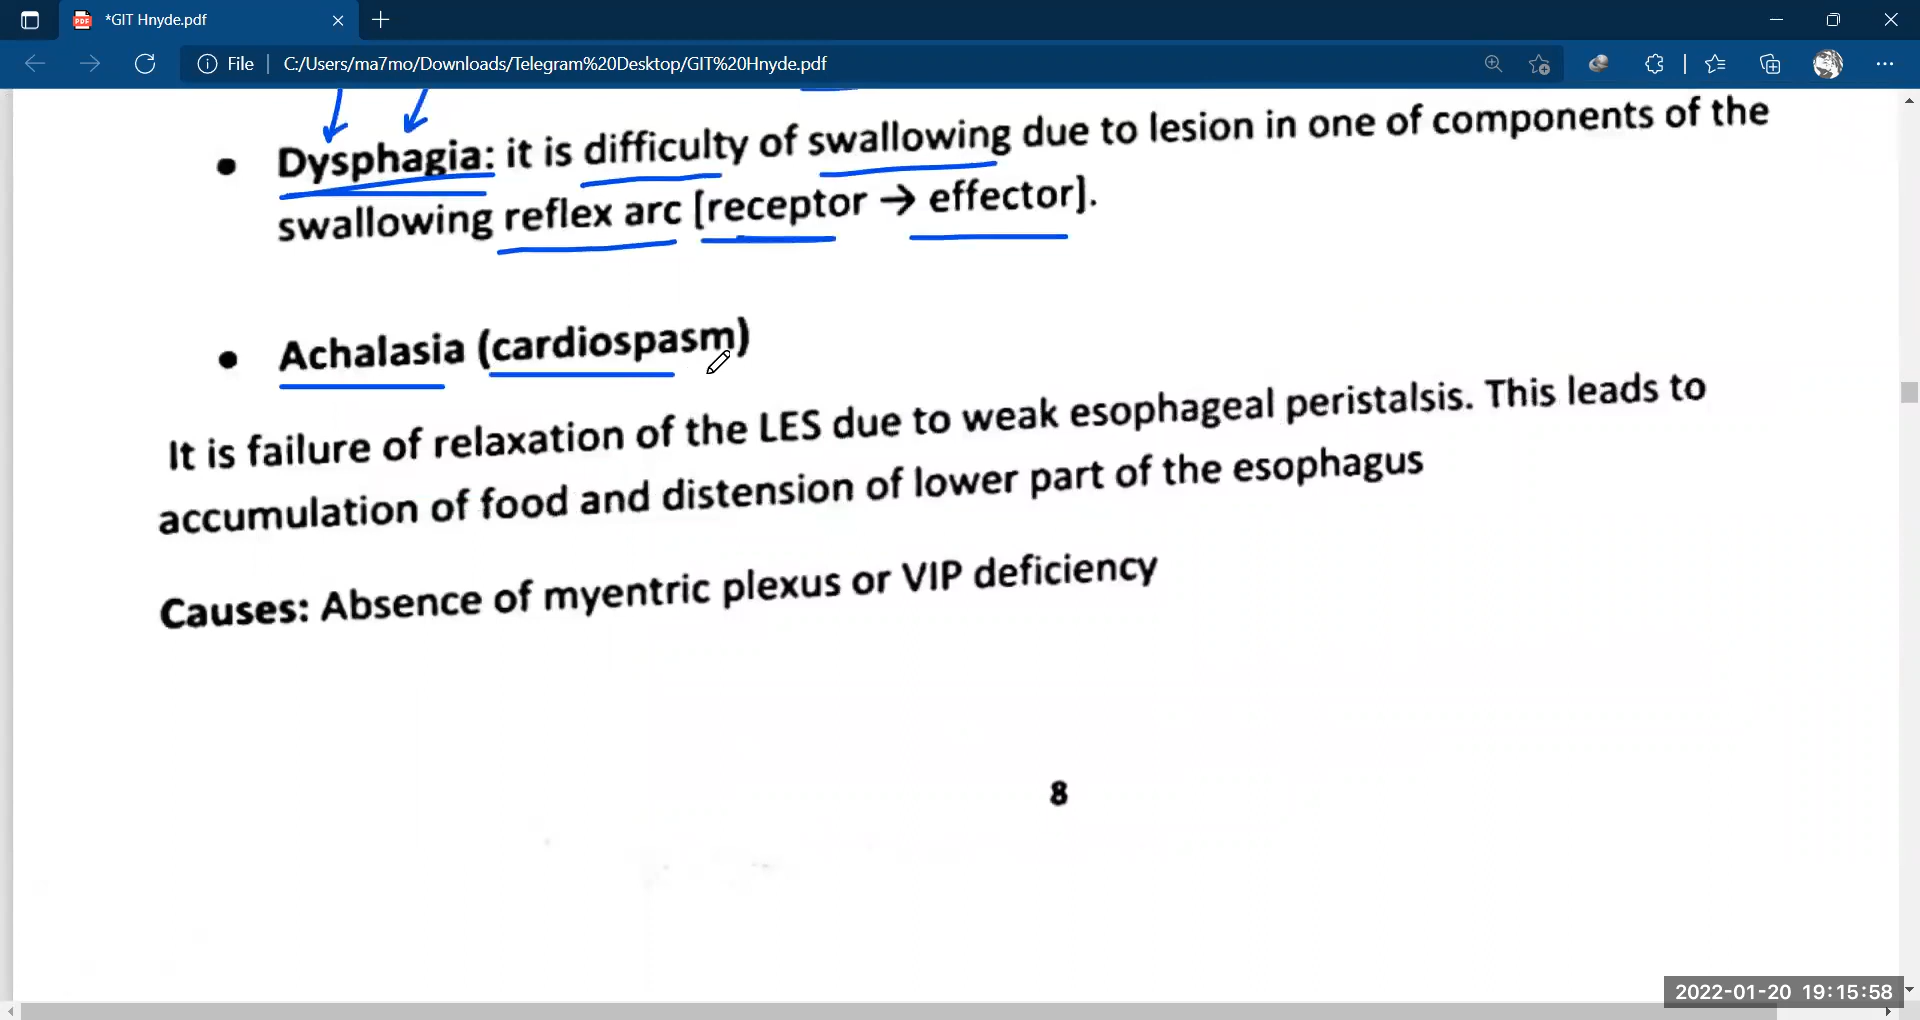 *GIT Hnyde.pdf
File
C:/Users/ma7mo/Downloads/Telegram%20Desktop/GIT%20Hnyde.pdf
• Dysphagia: it is difficulty of swallowing due to lesion in one of components of the
swallowing reflex arc [receptor → effector].
• Achalasia (cardiospasm)
It is failure of relaxation of the LES due to weak esophageal peristalsis. This leads to
accumulation of food and distension of lower part of the esophagus
Causes: Absence of myentric plexus or VIP deficiency
8
2022-01-20 19:15:58